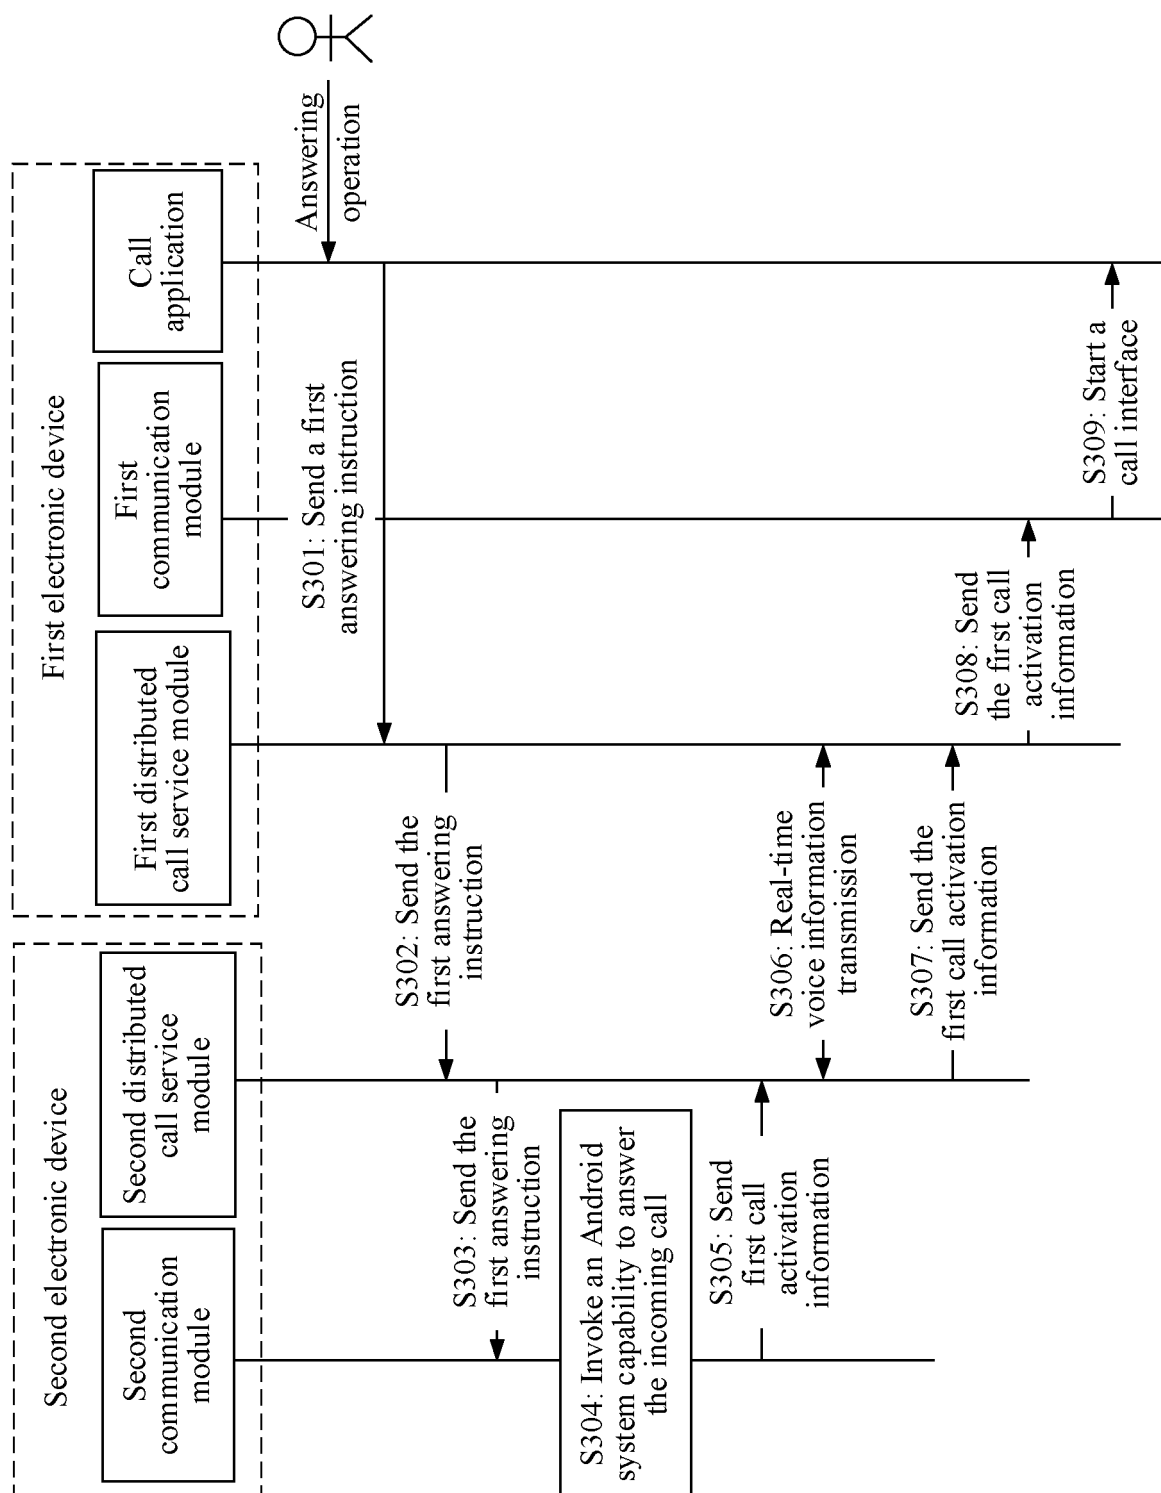 Second electronic device
First electronic device
Second
communication
module
Second distributed
call service
module
First distributed
call service module
First
communication
module
Call
application
Answering
operation
S301: Send a first
answering instruction
S302: Send the
first answering
instruction
S303: Send the
first answering
instruction
S304: Invoke an Android
system capability to answer
the incoming call
S305: Send
first call
activation
information
S306: Real-time
voice information
transmission
S307: Send the
first call activation
information
S308: Send
the first call
activation
information
S309: Start a
call interface